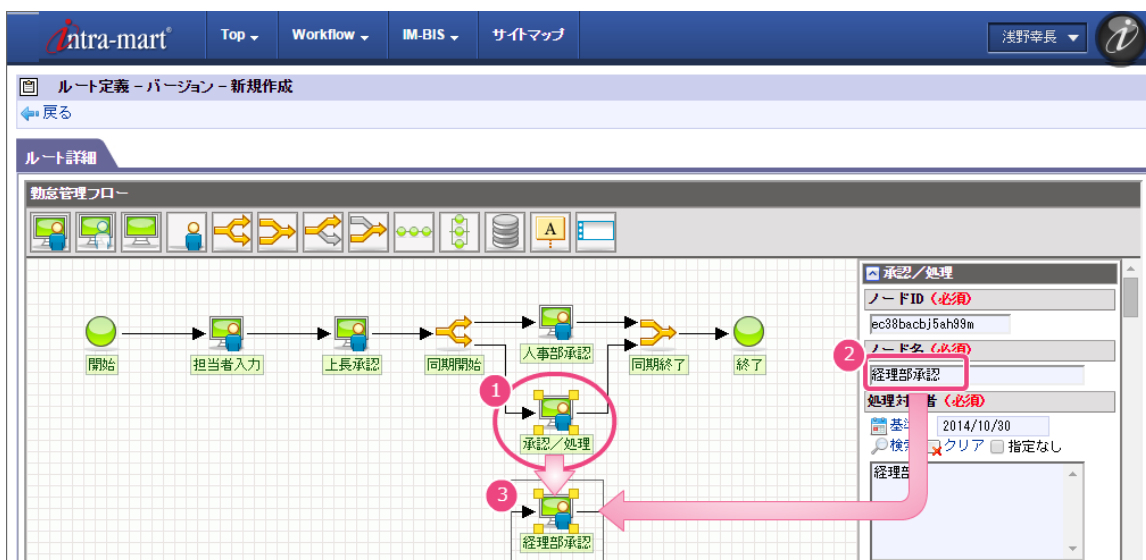 intra-mart Top Workflow IM-BIS サイトマップ 浅野幸長
ルート定義 - バージョン - 新規作成
戻る
ルート詳細
勤怠管理フロー
A
承認／処理
ノードID（必須）
ec38bacbj5ah99m
ノード名（必須）
2
経理部承認
処理対 者（必須）
2014/10/30
クリア 指定なし
経理部
開始
担当者入力
上長承認
同期開始
人事部承認
同期終了
終了
1
承認／処理
3
経理部承認